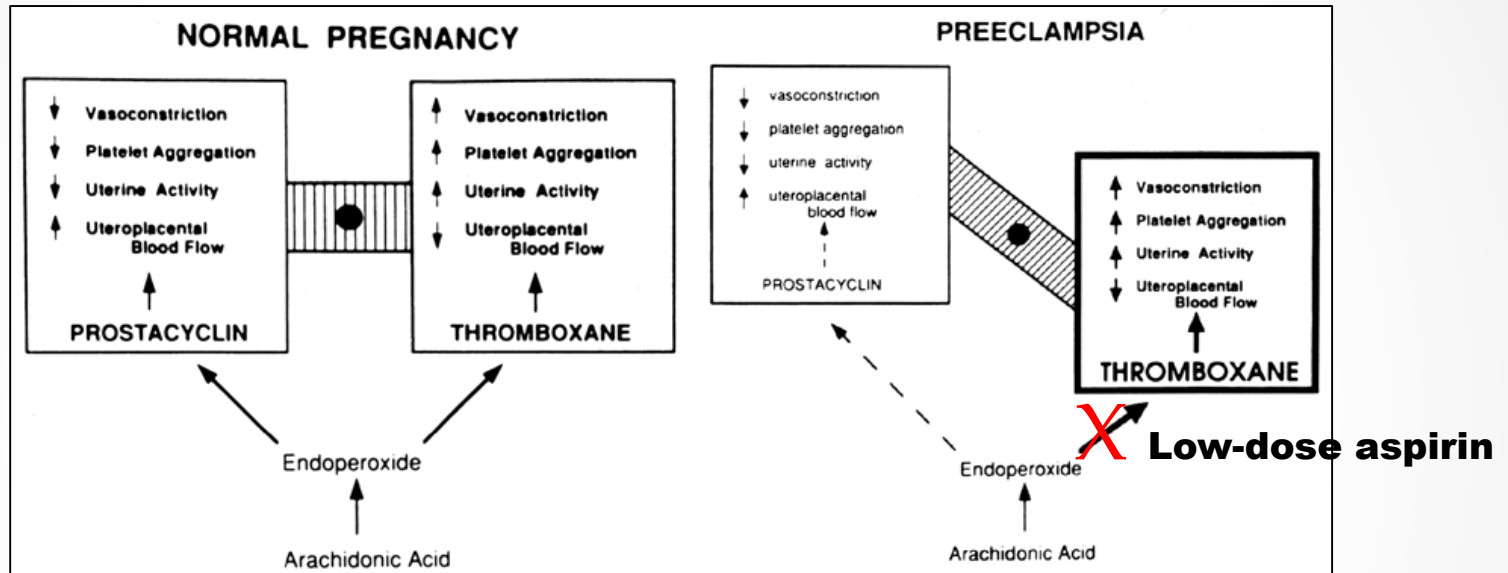 NORMAL PREGNANCY
↓ Vasoconstriction
↓ Platelet Aggregation
↓ Uterine Activity
↑ Uteroplacental
Blood Flow
PROSTACYCLIN
↑ Vasoconstriction
↑ Platelet Aggregation
↑ Uterine Activity
↓ Uteroplacental
Blood Flow
THROMBOXANE
Endoperoxide
Arachidonic Acid
PREECLAMPSIA
↓ vasoconstriction
↓ platelet aggregation
↓ uterine activity
↑ uteroplacental
blood flow
PROSTACYCLIN
↑ Vasoconstriction
↑ Platelet Aggregation
↑ Uterine Activity
↓ Uteroplacental
Blood Flow
THROMBOXANE
X Low-dose aspirin
Endoperoxide
Arachidonic Acid